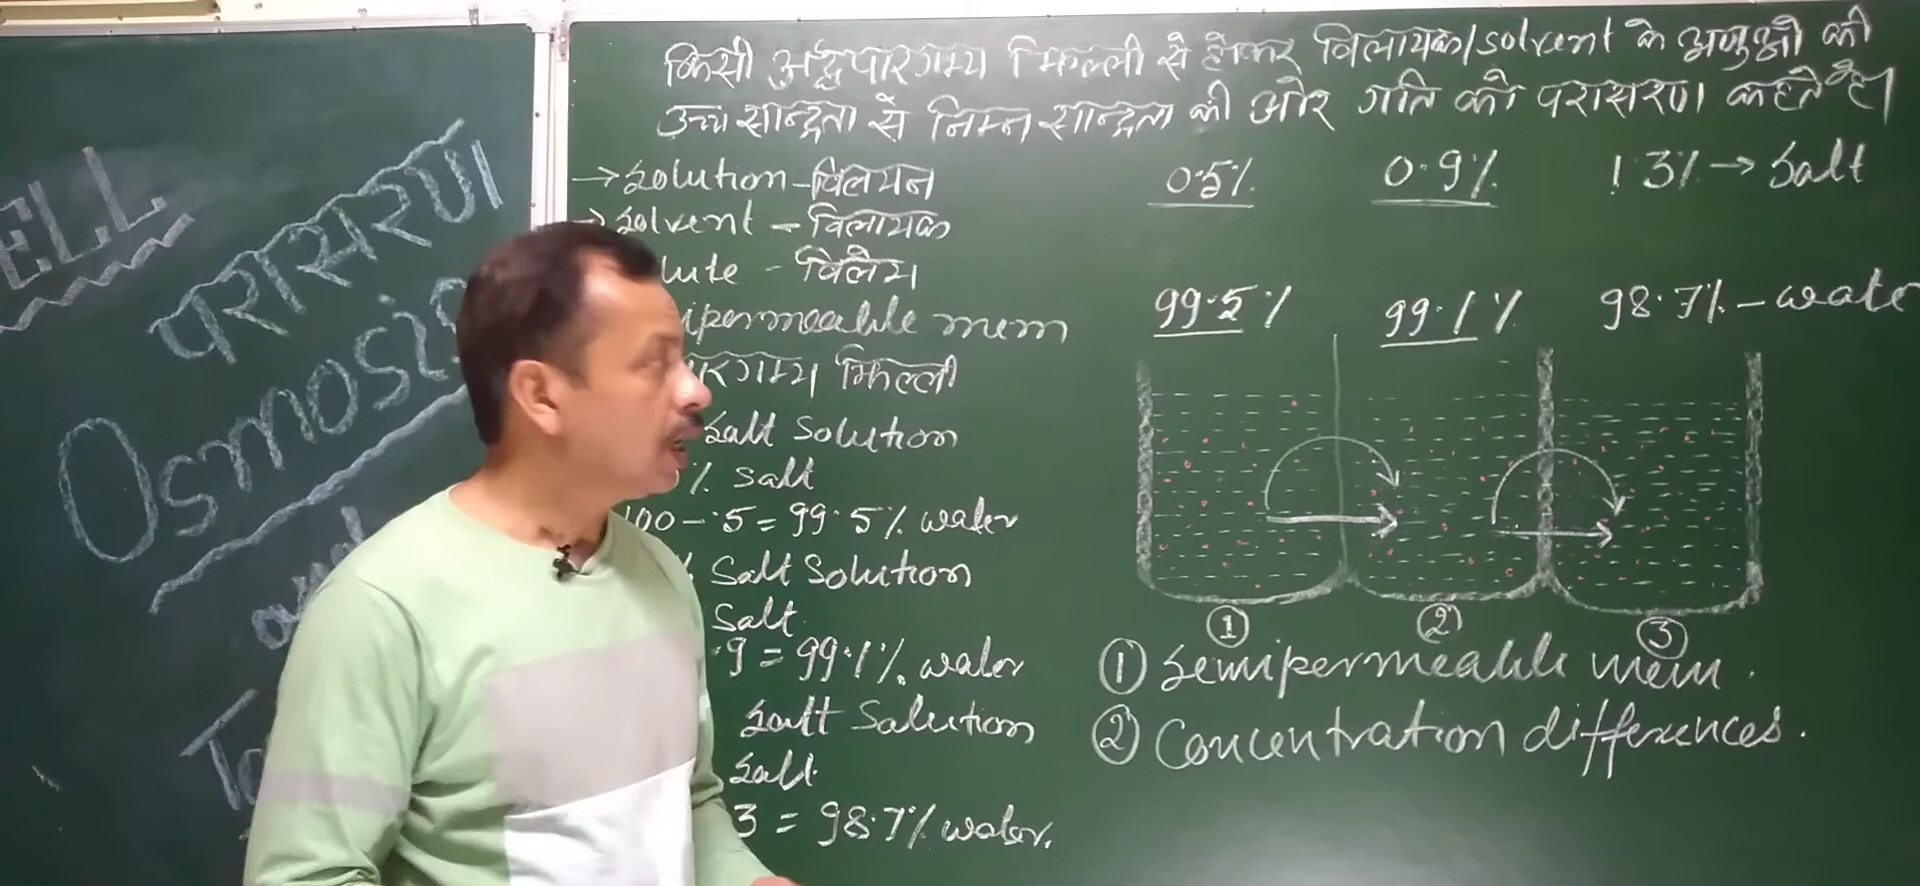 ELL
परासरण
Osmosis
and
To
किसी अर्द्धपारगम्य झिल्ली से होकर विलायक/solvent के अणुओ की
उच्च सान्द्रता से निम्न सान्द्रता की ओर गति को परासरण कहते है।
→ solution - विलयन
→ solvent - विलायक
lute - विलेय
ipermeable mem
रगम्य झिल्ली
salt solution
% salt
100 - .5 = 99.5% water
% Salt Solution
Salt
.9 = 99.1% water
salt Solution
salt
3 = 98.7% water.
0.5% 0.9% 1.3% → salt
99.5% 99.1% 98.7% - wate
① ② ③
① Semipermeable mem.
② Concentration differences.